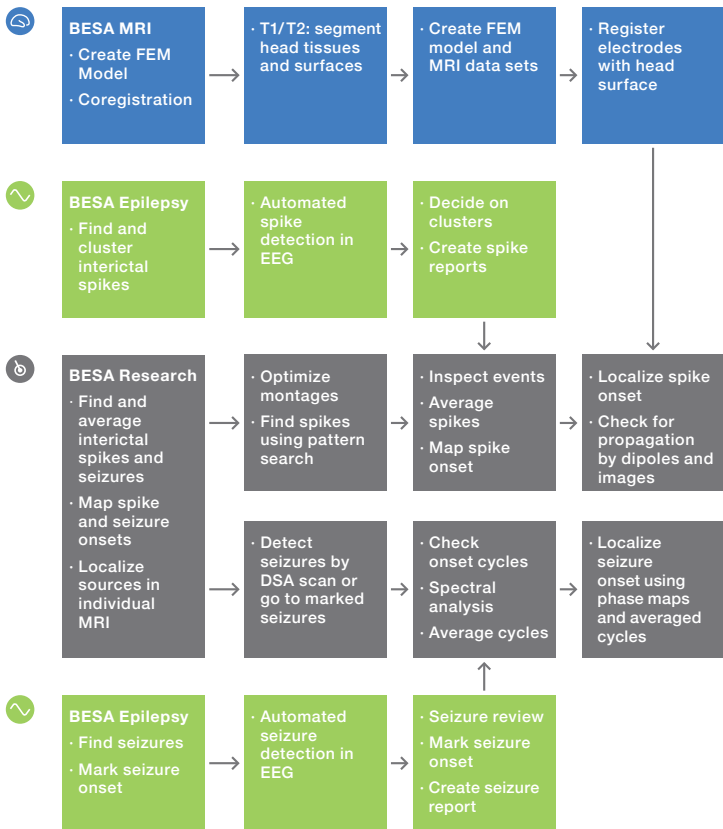 BESA MRI
· Create FEM
Model
· Coregistration
· T1/T2: segment
head tissues
and surfaces
· Create FEM
model and
MRI data sets
· Register
electrodes
with head
surface
BESA Epilepsy
· Find and
cluster
interictal
spikes
· Automated
spike
detection in
EEG
· Decide on
clusters
· Create spike
reports
BESA Research
· Find and
average
interictal
spikes and
seizures
· Map spike
and seizure
onsets
· Localize
sources in
individual
MRI
· Optimize
montages
· Find spikes
using pattern
search
· Inspect events
· Average
spikes
· Map spike
onset
· Localize spike
onset
· Check for
propagation
by dipoles and
images
· Detect
seizures by
DSA scan or
go to marked
seizures
· Check
onset cycles
· Spectral
analysis
· Average cycles
· Localize
seizure
onset using
phase maps
and averaged
cycles
BESA Epilepsy
· Find seizures
· Mark seizure
onset
· Automated
seizure
detection in
EEG
· Seizure review
· Mark seizure
onset
· Create seizure
report